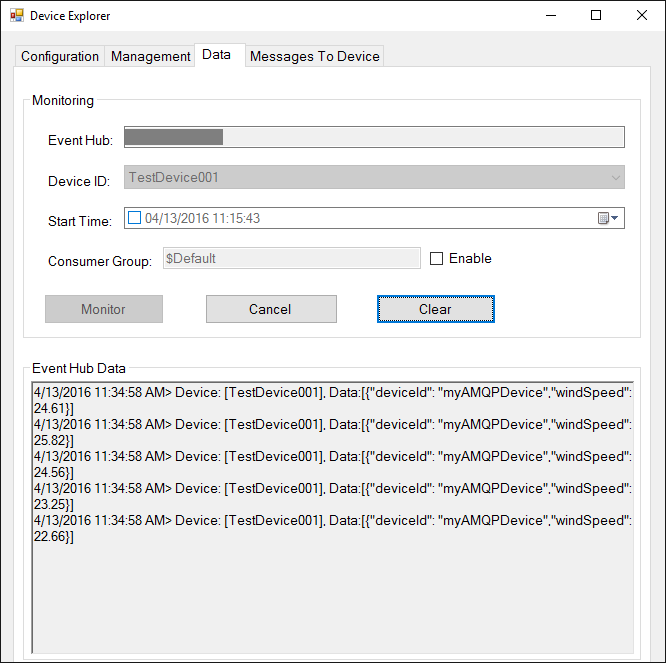 Device Explorer
Configuration Management Data Messages To Device
Monitoring
Event Hub:
Device ID: TestDevice001
Start Time: 04/13/2016 11:15:43
Consumer Group: $Default Enable
Monitor Cancel Clear
Event Hub Data
4/13/2016 11:34:58 AM> Device: [TestDevice001], Data:[{"deviceId": "myAMQPDevice","windSpeed":
24.61}]
4/13/2016 11:34:58 AM> Device: [TestDevice001], Data:[{"deviceId": "myAMQPDevice","windSpeed":
25.82}]
4/13/2016 11:34:58 AM> Device: [TestDevice001], Data:[{"deviceId": "myAMQPDevice","windSpeed":
24.56}]
4/13/2016 11:34:58 AM> Device: [TestDevice001], Data:[{"deviceId": "myAMQPDevice","windSpeed":
23.25}]
4/13/2016 11:34:58 AM> Device: [TestDevice001], Data:[{"deviceId": "myAMQPDevice","windSpeed":
22.66}]